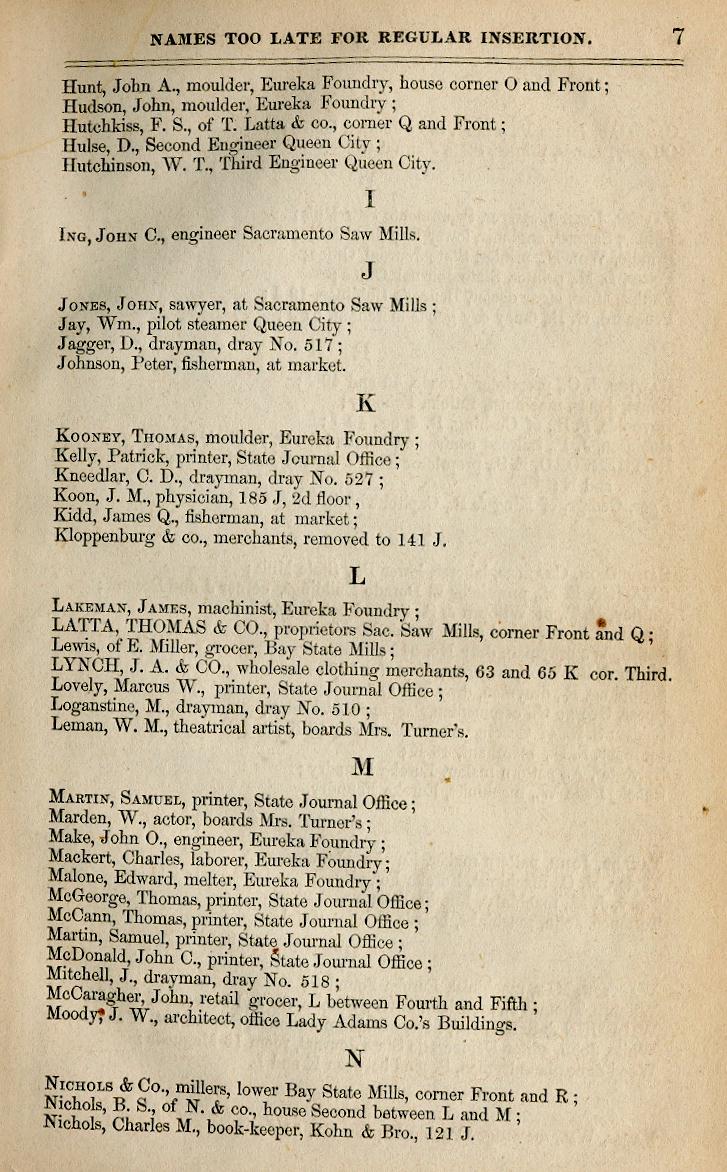 NAMES TOO LATE FOR REGULAR INSERTION. 7
Hunt, John A., moulder, Eureka Foundry, house corner O and Front;
Hudson, John, moulder, Eureka Foundry;
Hutchkiss, F. S., of T. Latta & co., corner Q and Front;
Hulse, D., Second Engineer Queen City;
Hutchinson, W. T., Third Engineer Queen City.
I
ING, JOHN C., engineer Sacramento Saw Mills.
J
JONES, JOHN, sawyer, at Sacramento Saw Mills;
Jay, Wm., pilot steamer Queen City;
Jagger, D., drayman, dray No. 517;
Johnson, Peter, fisherman, at market.
K
KOONEY, THOMAS, moulder, Eureka Foundry;
Kelly, Patrick, printer, State Journal Office;
Kneedlar, C. D., drayman, dray No. 527;
Koon, J. M., physician, 185 J, 2d floor,
Kidd, James Q., fisherman, at market;
Kloppenburg & co., merchants, removed to 141 J.
L
LAKEMAN, JAMES, machinist, Eureka Foundry;
LATTA, THOMAS & CO., proprietors Sac. Saw Mills, corner Front and Q;
Lewis, of E. Miller, grocer, Bay State Mills;
LYNCH, J. A. & CO., wholesale clothing merchants, 63 and 65 K cor. Third.
Lovely, Marcus W., printer, State Journal Office;
Loganstine, M., drayman, dray No. 510;
Leman, W. M., theatrical artist, boards Mrs. Turner's.
M
MARTIN, SAMUEL, printer, State Journal Office;
Marden, W., actor, boards Mrs. Turner's;
Make, John O., engineer, Eureka Foundry;
Mackert, Charles, laborer, Eureka Foundry;
Malone, Edward, melter, Eureka Foundry;
McGeorge, Thomas, printer, State Journal Office;
McCann, Thomas, printer, State Journal Office;
Martin, Samuel, printer, State Journal Office;
McDonald, John C., printer, State Journal Office;
Mitchell, J., drayman, dray No. 518;
McCaragher, John, retail grocer, L between Fourth and Fifth;
Moody, J. W., architect, office Lady Adams Co.'s Buildings.
N
NICHOLS & CO., millers, lower Bay State Mills, corner Front and R;
Nichols, B. S., of N. & co., house Second between L and M;
Nichols, Charles M., book-keeper, Kohn & Bro., 121 J.